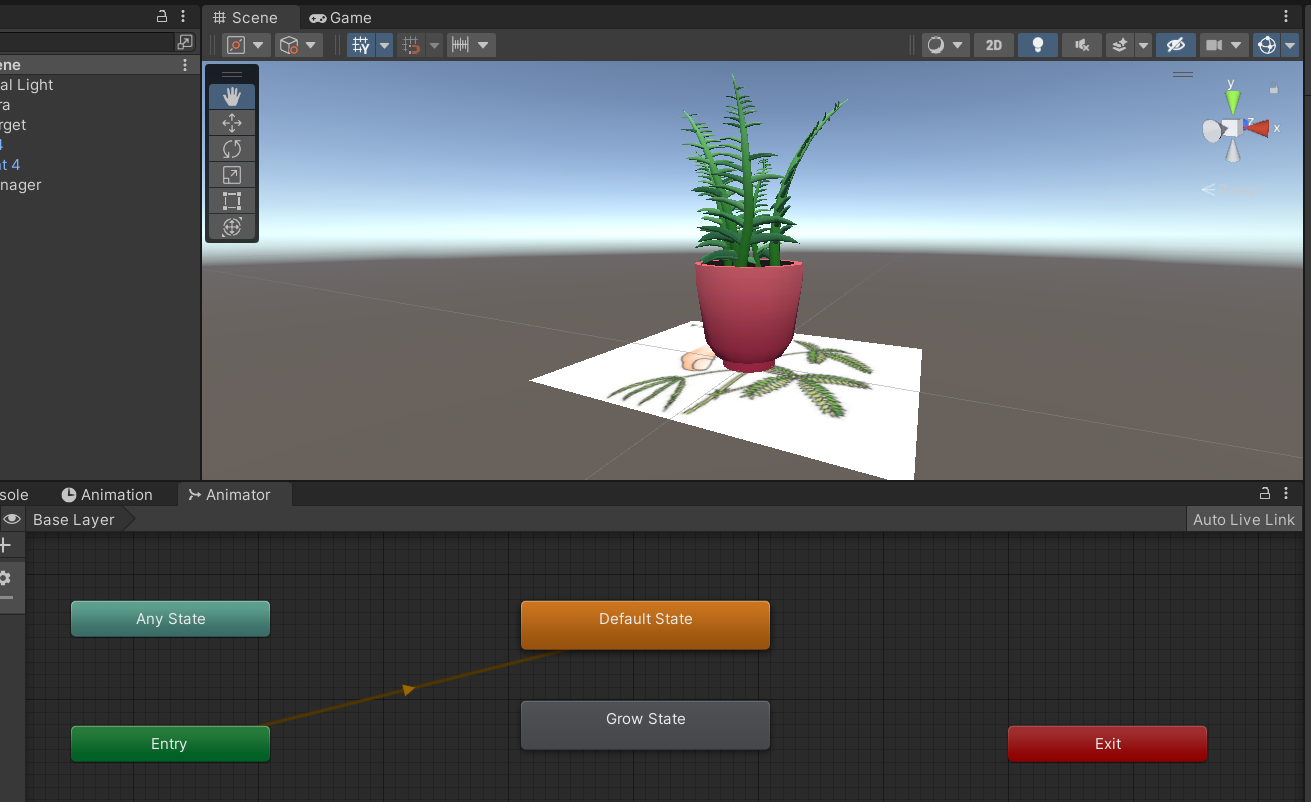 Scene
Game
2D
ene
al Light
ra
rget
4
nt 4
nager
y
z
x
sole
Animation
Animator
Base Layer
Auto Live Link
Any State
Default State
Grow State
Entry
Exit